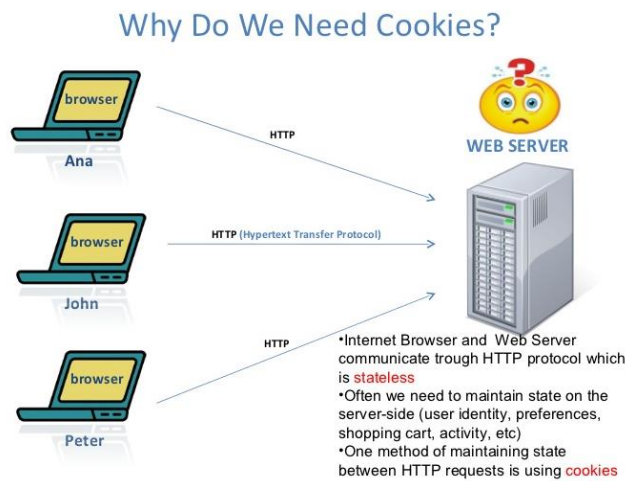 Why Do We Need Cookies?
browser
Ana
HTTP
?
WEB SERVER
browser
John
HTTP (Hypertext Transfer Protocol)
browser
Peter
HTTP
•Internet Browser and Web Server
communicate trough HTTP protocol which
is stateless
•Often we need to maintain state on the
server-side (user identity, preferences,
shopping cart, activity, etc)
•One method of maintaining state
between HTTP requests is using cookies